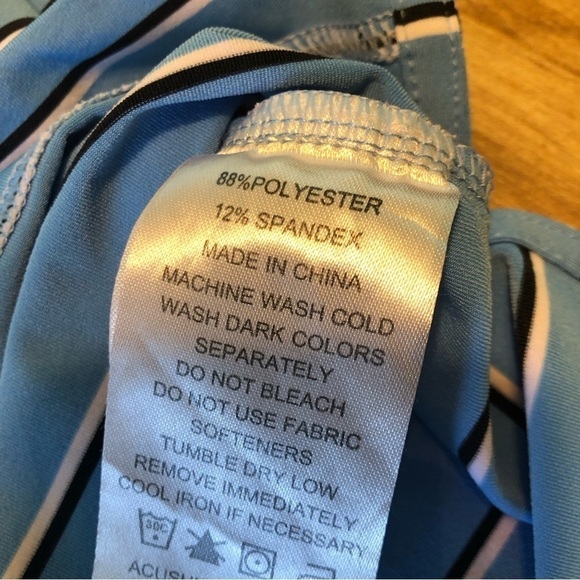 88%POLYESTER
12% SPANDEX
MADE IN CHINA
MACHINE WASH COLD
WASH DARK COLORS
SEPARATELY
DO NOT BLEACH
DO NOT USE FABRIC
SOFTENERS
TUMBLE DRY LOW
REMOVE IMMEDIATELY
COOL IRON IF NECESSARY